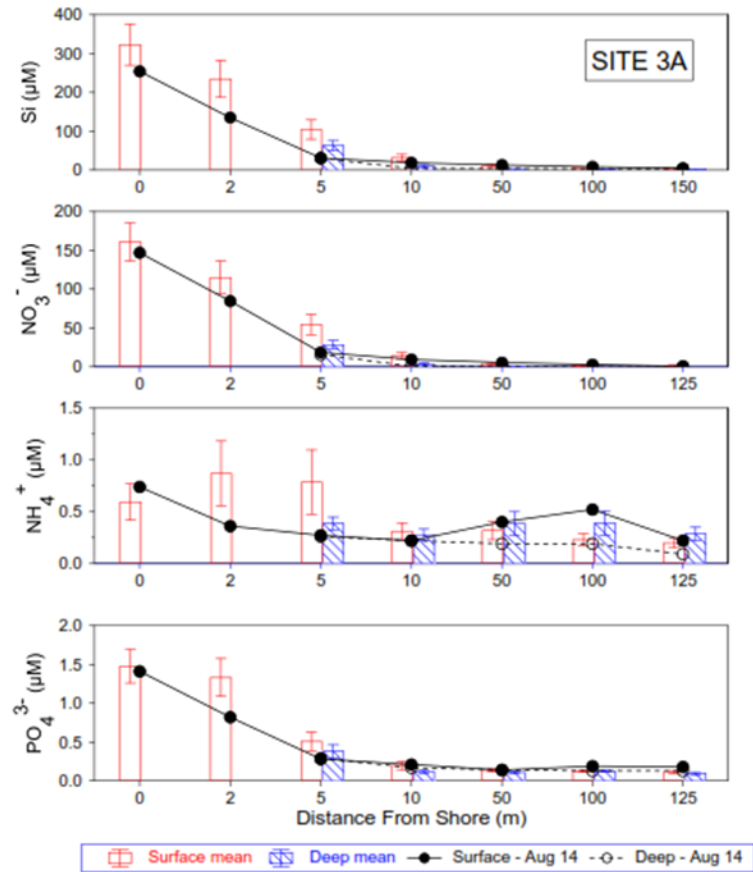 400
300
200
100
0
Si (µM)
SITE 3A
0 2 5 10 50 100 150
200
150
100
50
0
NO3- (µM)
0 2 5 10 50 100 125
1.5
1.0
0.5
0.0
NH4+ (µM)
0 2 5 10 50 100 125
2.0
1.5
1.0
0.5
0.0
PO43- (µM)
0 2 5 10 50 100 125
Distance From Shore (m)
Surface mean Deep mean Surface - Aug 14 Deep - Aug 14